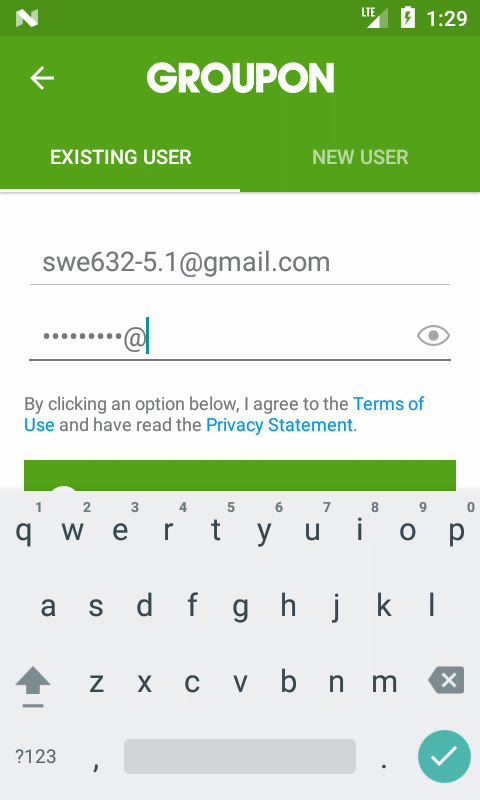 LTE 1:29
GROUPON
EXISTING USER NEW USER
swe632-5.1@gmail.com
•••••••••@
By clicking an option below, I agree to the Terms of
Use and have read the Privacy Statement.
1 2 3 4 5 6 7 8 9 0
q w e r t y u i o p
a s d f g h j k l
z x c v b n m
?123 , .